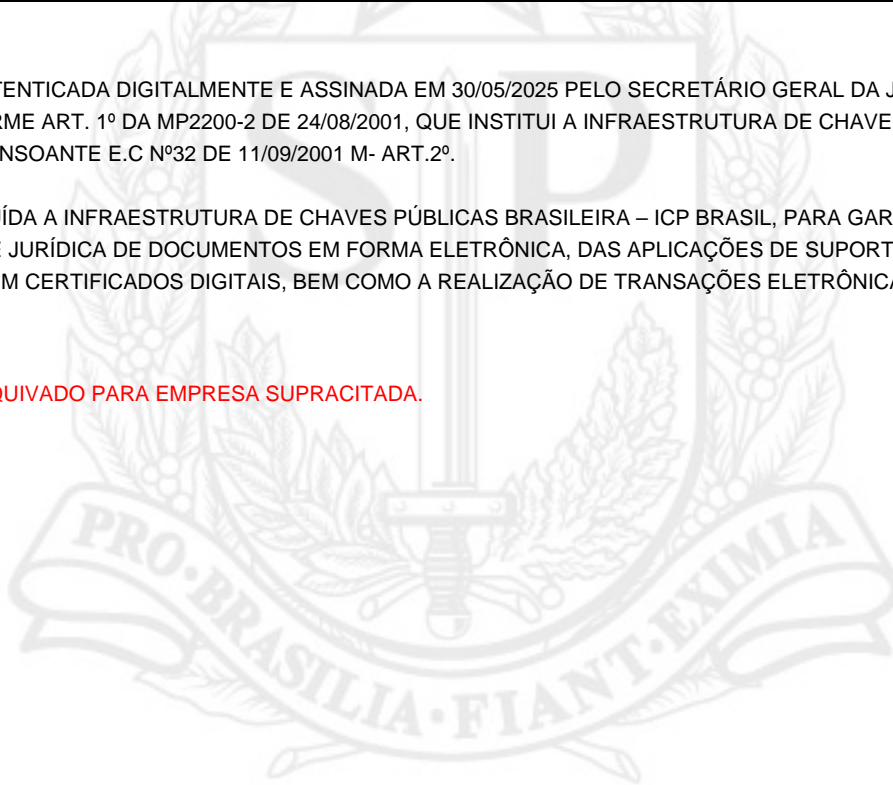 TENTICADA DIGITALMENTE E ASSINADA EM 30/05/2025 PELO SECRETÁRIO GERAL DA J
RME ART. 1º DA MP2200-2 DE 24/08/2001, QUE INSTITUI A INFRAESTRUTURA DE CHAVE
NSOANTE E.C Nº32 DE 11/09/2001 M- ART.2º.
ÍDA A INFRAESTRUTURA DE CHAVES PÚBLICAS BRASILEIRA – ICP BRASIL, PARA GAR
E JURÍDICA DE DOCUMENTOS EM FORMA ELETRÔNICA, DAS APLICAÇÕES DE SUPORT
M CERTIFICADOS DIGITAIS, BEM COMO A REALIZAÇÃO DE TRANSAÇÕES ELETRÔNICA
QUIVADO PARA EMPRESA SUPRACITADA.
SP
PRO·BRASILIA·FIANT·EXIMIA